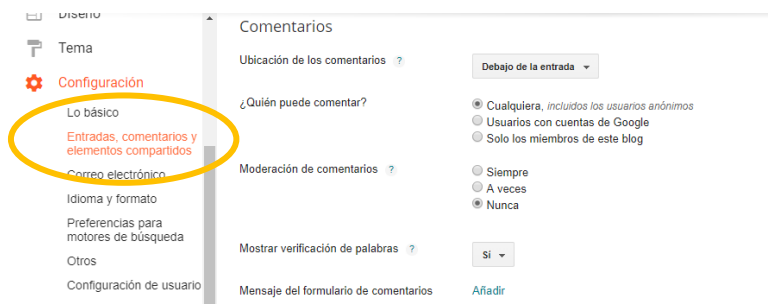 Diseño
Tema
Configuración
Lo básico
Entradas, comentarios y
elementos compartidos
Correo electrónico
Idioma y formato
Preferencias para
motores de búsqueda
Otros
Configuración de usuario
Comentarios
Ubicación de los comentarios ?
Debajo de la entrada
¿Quién puede comentar?
Cualquiera, incluidos los usuarios anónimos
Usuarios con cuentas de Google
Solo los miembros de este blog
Moderación de comentarios ?
Siempre
A veces
Nunca
Mostrar verificación de palabras ?
Sí
Mensaje del formulario de comentarios
Añadir